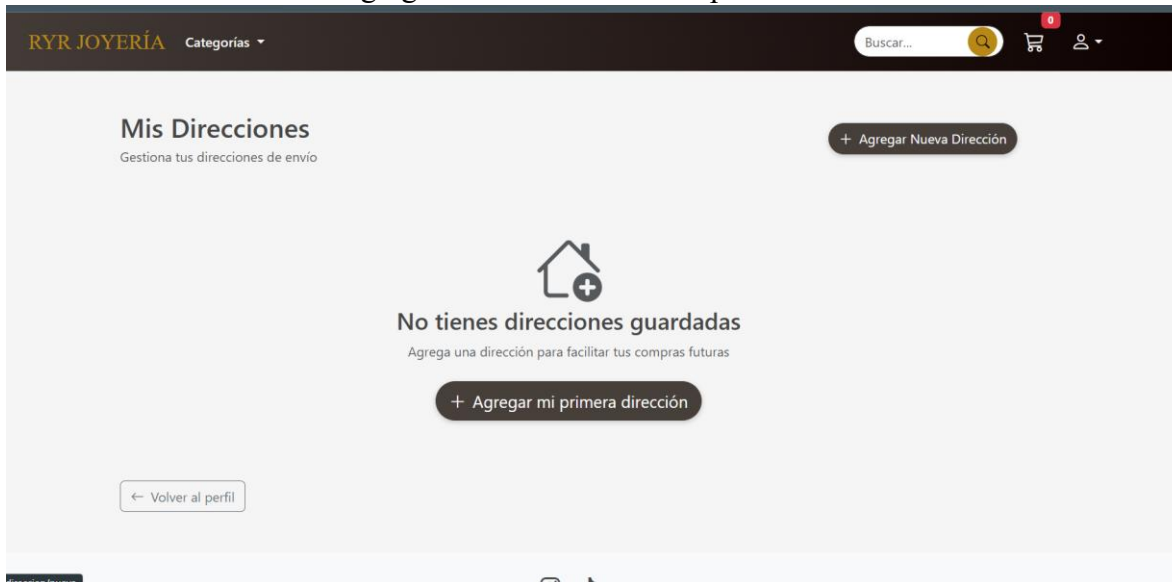 RYR JOYERÍA Categorías Buscar... 0
Mis Direcciones
+ Agregar Nueva Dirección
Gestiona tus direcciones de envío
No tienes direcciones guardadas
Agrega una dirección para facilitar tus compras futuras
+ Agregar mi primera dirección
← Volver al perfil